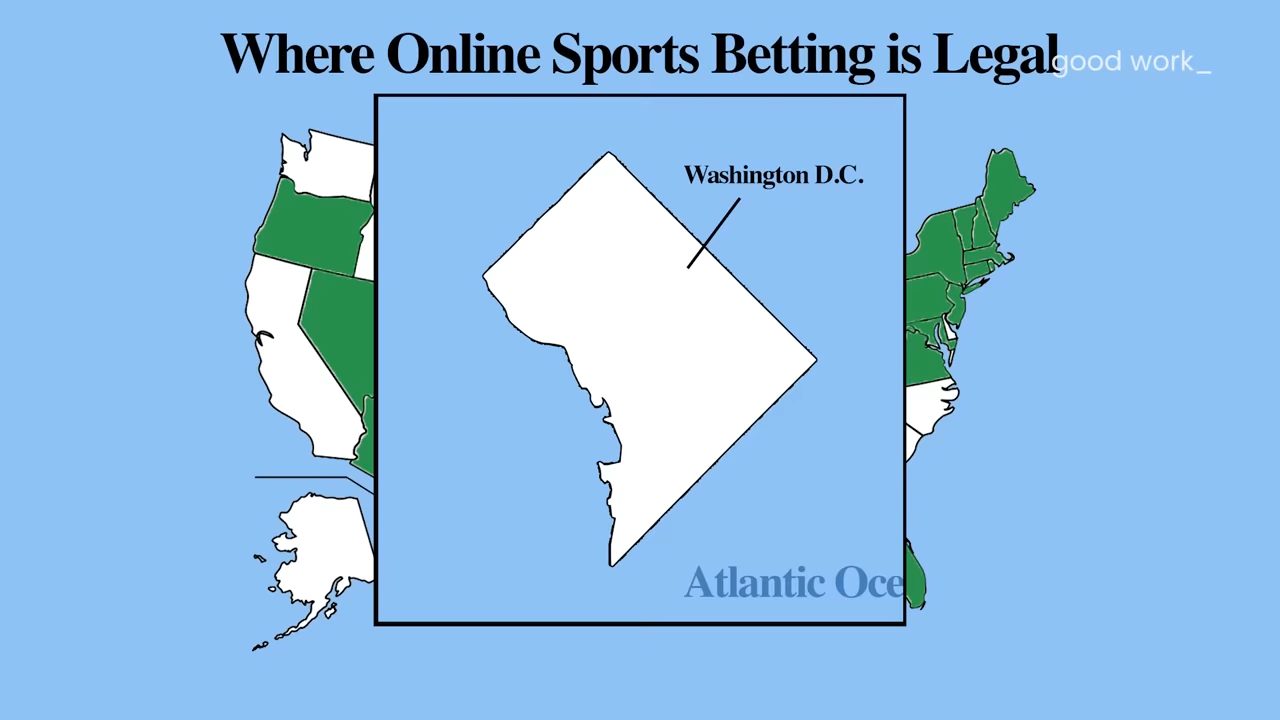 Where Online Sports Betting is Legal
good work_
Washington D.C.
Atlantic Oce